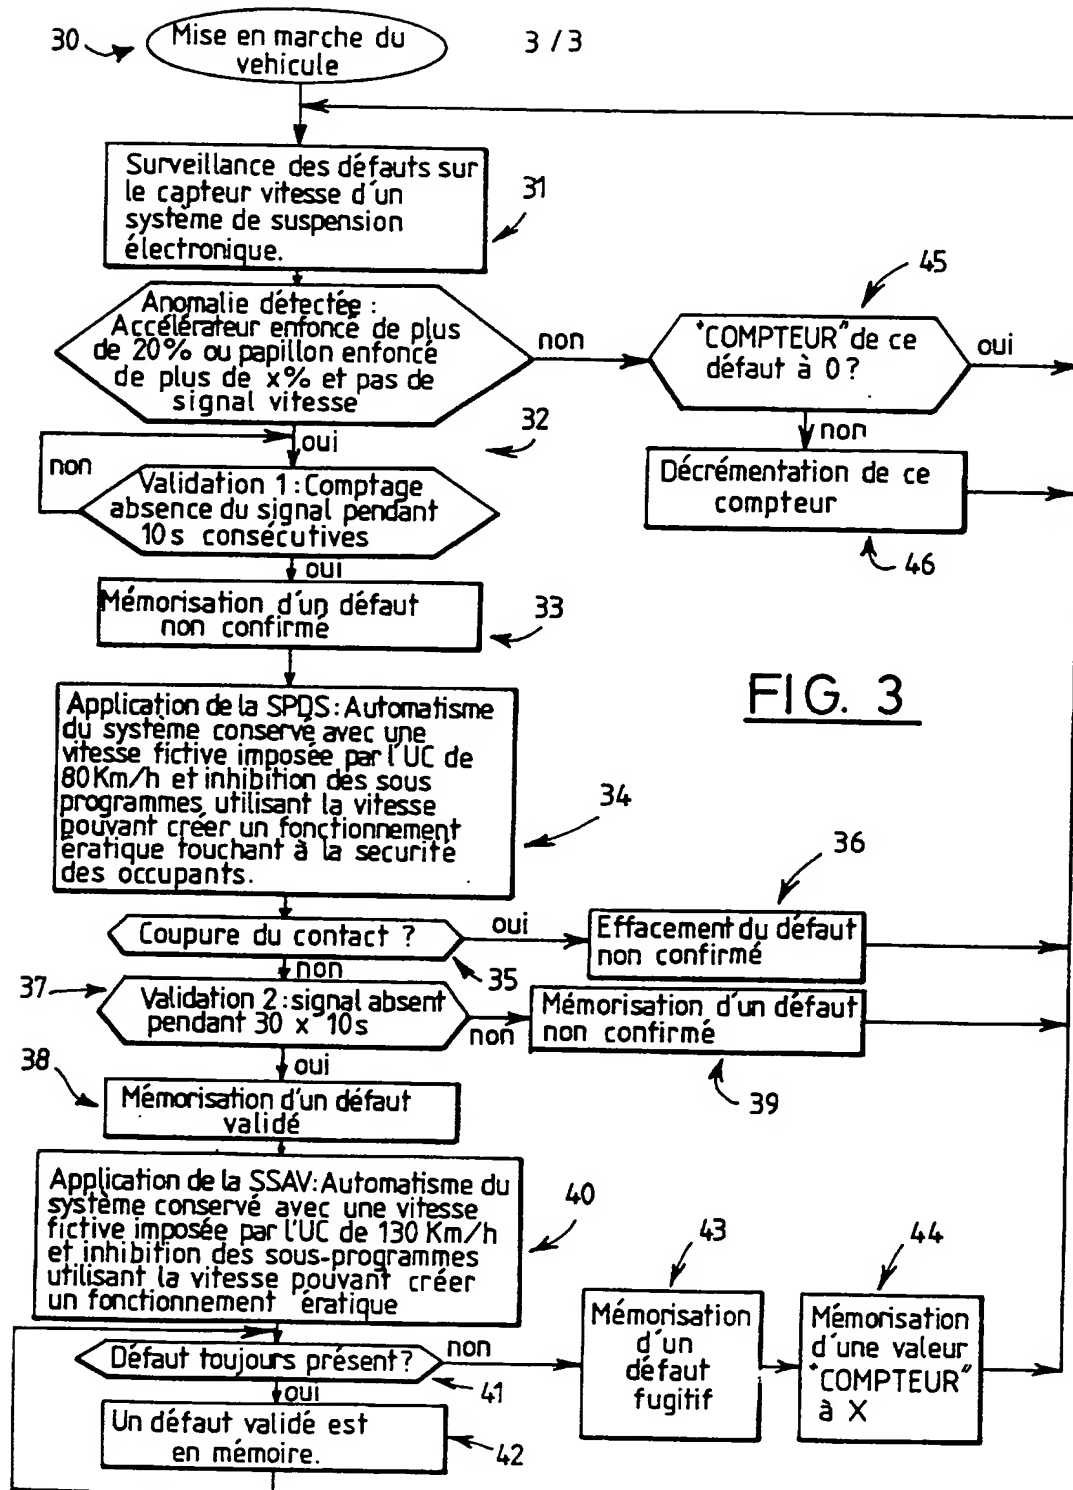 30
Mise en marche du
vehicule
3 / 3
Surveillance des défauts sur
le capteur vitesse d'un
système de suspension
électronique.
31
Anomalie détectée :
Accélérateur enfoncé de plus
de 20% ou papillon enfoncé
de plus de x% et pas de
signal vitesse
non
45
"COMPTEUR" de ce
défaut à 0?
oui
32
oui
non
non
Validation 1 : Comptage
absence du signal pendant
10s consécutives
Décrémentation de ce
compteur
46
oui
Mémorisation d'un défaut
non confirmé
33
FIG. 3
Application de la SPDS : Automatisme
du système conservé avec une
vitesse fictive imposée par l'UC de
80Km/h et inhibition des sous
programmes utilisant la vitesse
pouvant créer un fonctionnement
ératique touchant à la securité
des occupants.
34
36
Coupure du contact ?
oui
35
Effacement du défaut
non confirmé
non
37
Validation 2 : signal absent
pendant 30 x 10s
non
Mémorisation d'un défaut
non confirmé
39
oui
38
Mémorisation d'un défaut
validé
Application de la SSAV: Automatisme du
système conservé avec une vitesse
fictive imposée par l'UC de 130 Km/h
et inhibition des sous-programmes
utilisant la vitesse pouvant créer
un fonctionnement ératique
40
43
44
Mémorisation
d'un
défaut
fugitif
Mémorisation
d'une valeur
"COMPTEUR"
à X
Défaut toujours présent ?
non
41
oui
Un défaut validé est
en mémoire.
42